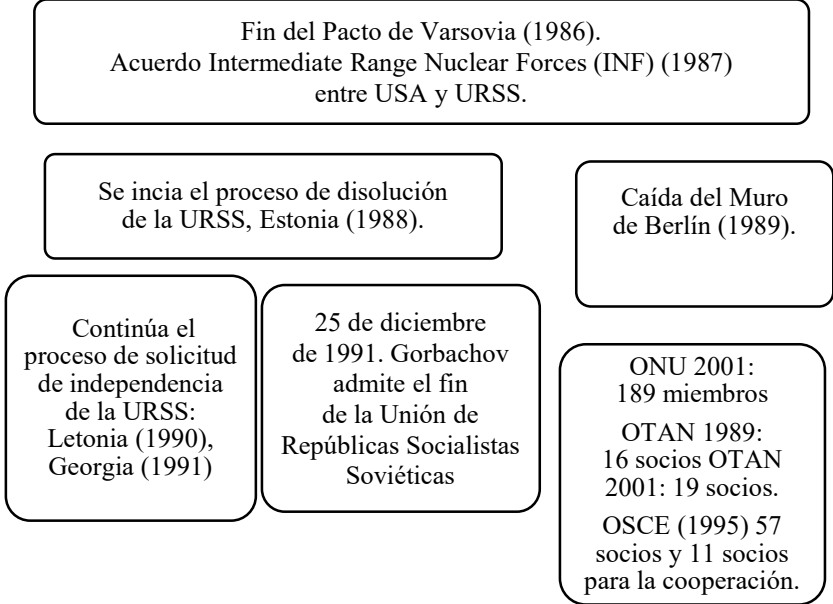 Fin del Pacto de Varsovia (1986).
Acuerdo Intermediate Range Nuclear Forces (INF) (1987)
entre USA y URSS.
Se incia el proceso de disolución
de la URSS, Estonia (1988).
Caída del Muro
de Berlín (1989).
Continúa el
proceso de solicitud
de independencia
de la URSS:
Letonia (1990),
Georgia (1991)
25 de diciembre
de 1991. Gorbachov
admite el fin
de la Unión de
Repúblicas Socialistas
Soviéticas
ONU 2001:
189 miembros
OTAN 1989:
16 socios OTAN
2001: 19 socios.
OSCE (1995) 57
socios y 11 socios
para la cooperación.